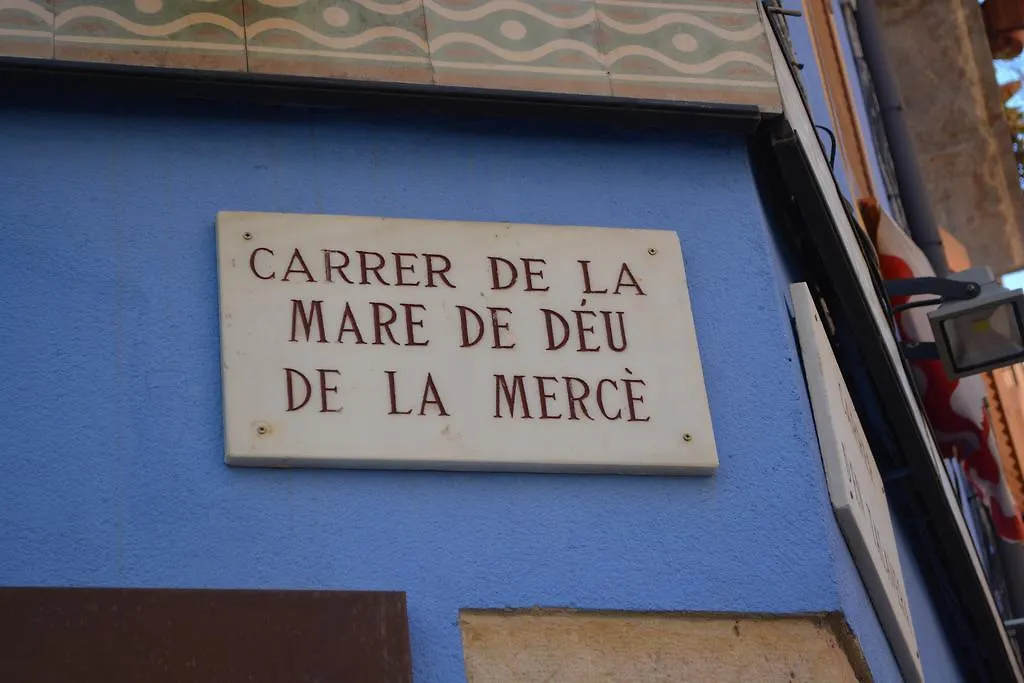 CARRER DE LA
MARE DE DÉU
DE LA MERCÈ